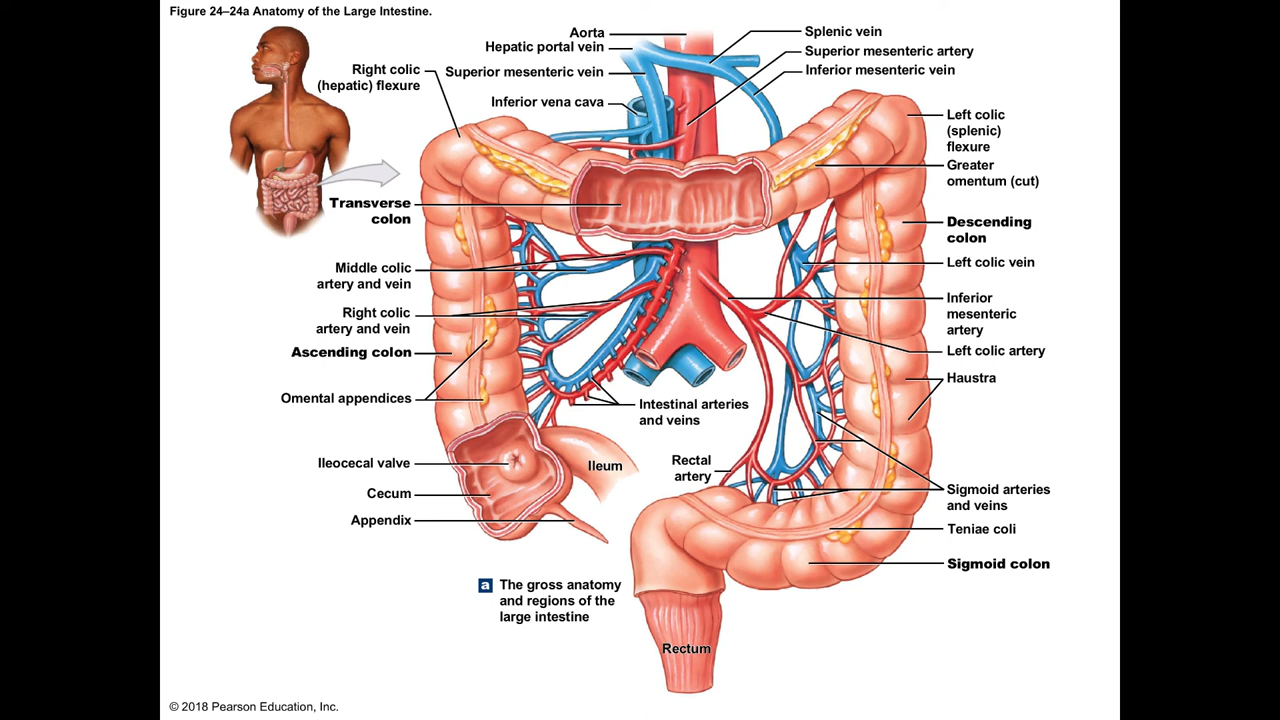 Figure 24–24a Anatomy of the Large Intestine.
Aorta
Hepatic portal vein
Superior mesenteric vein
Inferior vena cava
Right colic
(hepatic) flexure
Splenic vein
Superior mesenteric artery
Inferior mesenteric vein
Left colic
(splenic)
flexure
Greater
omentum (cut)
Transverse
colon
Descending
colon
Middle colic
artery and vein
Left colic vein
Right colic
artery and vein
Inferior
mesenteric
artery
Ascending colon
Left colic artery
Haustra
Omental appendices
Intestinal arteries
and veins
Ileocecal valve
Ileum
Rectal
artery
Cecum
Appendix
Sigmoid arteries
and veins
Teniae coli
Sigmoid colon
a The gross anatomy
and regions of the
large intestine
Rectum
© 2018 Pearson Education, Inc.